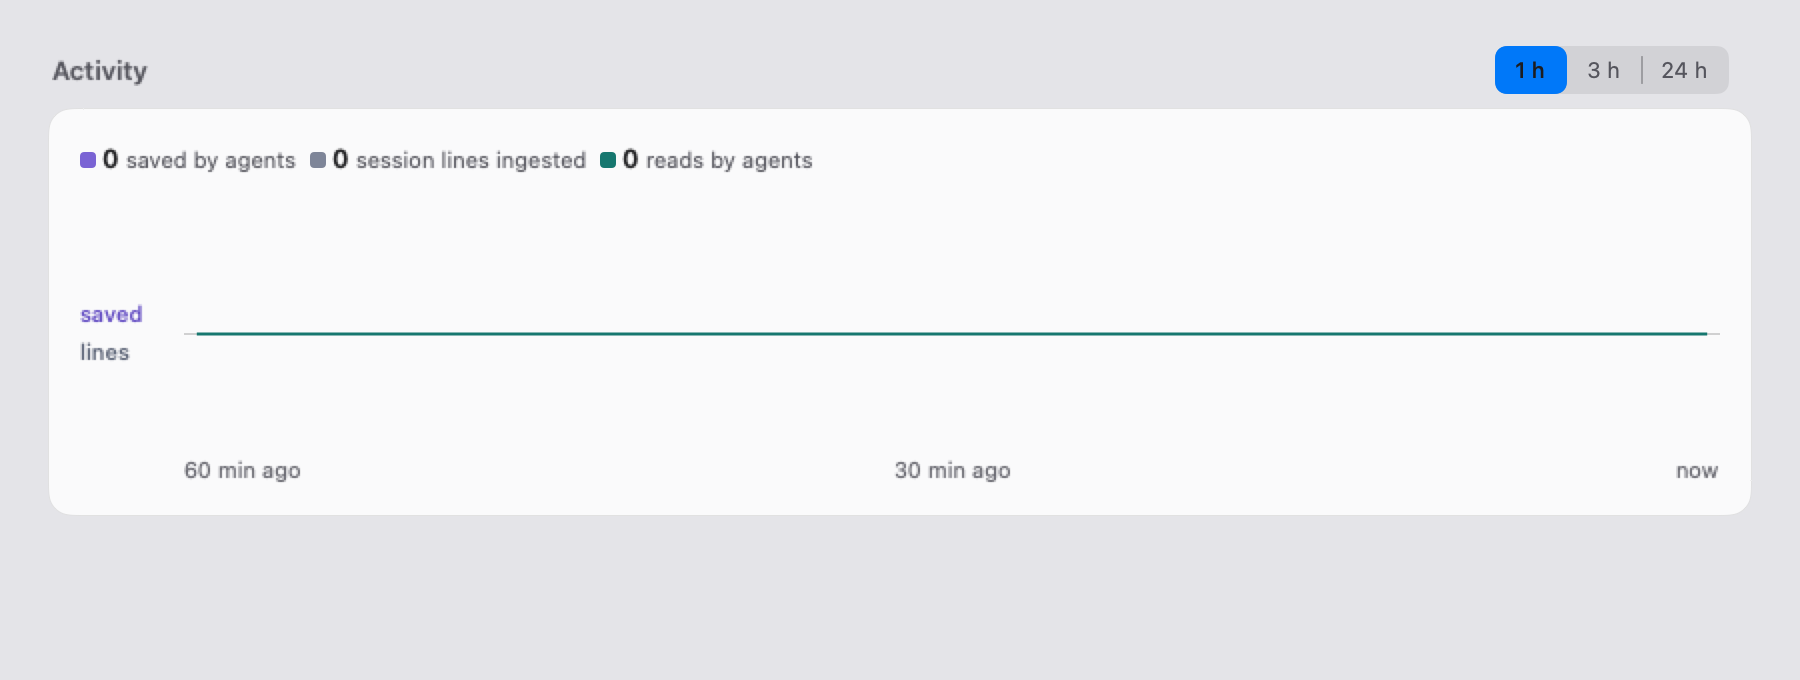 Activity
1 h 3 h 24 h
0 saved by agents 0 session lines ingested 0 reads by agents
saved
lines
60 min ago 30 min ago now